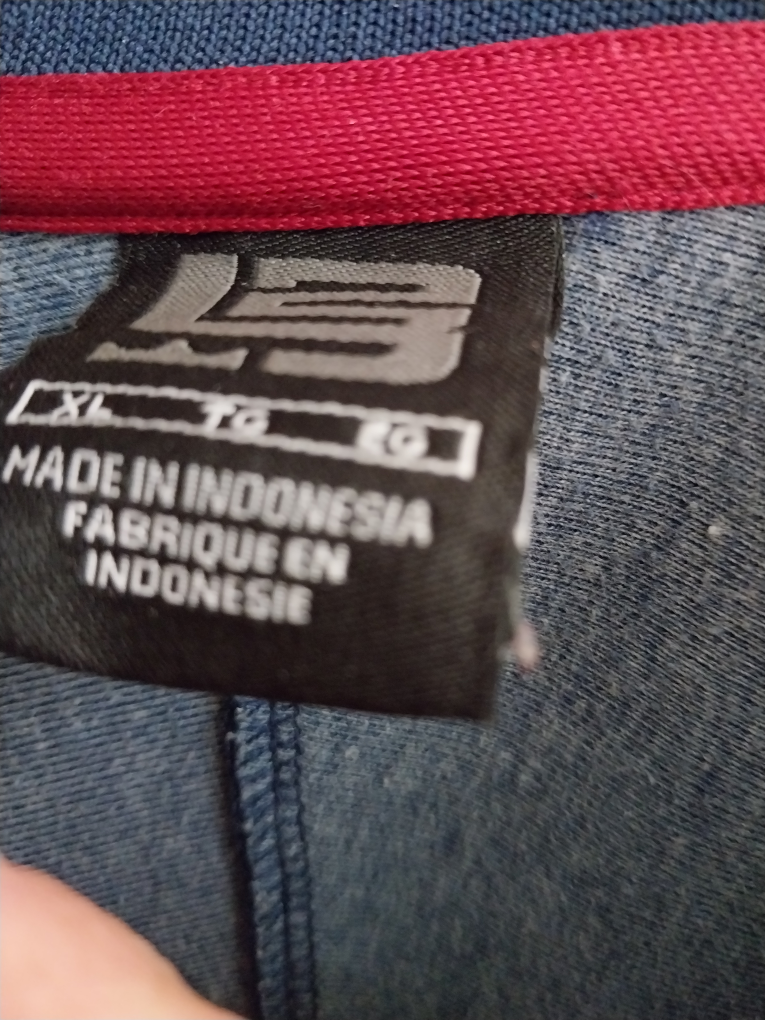 XL TG EG
MADE IN INDONESIA
FABRIQUE EN
INDONESIE